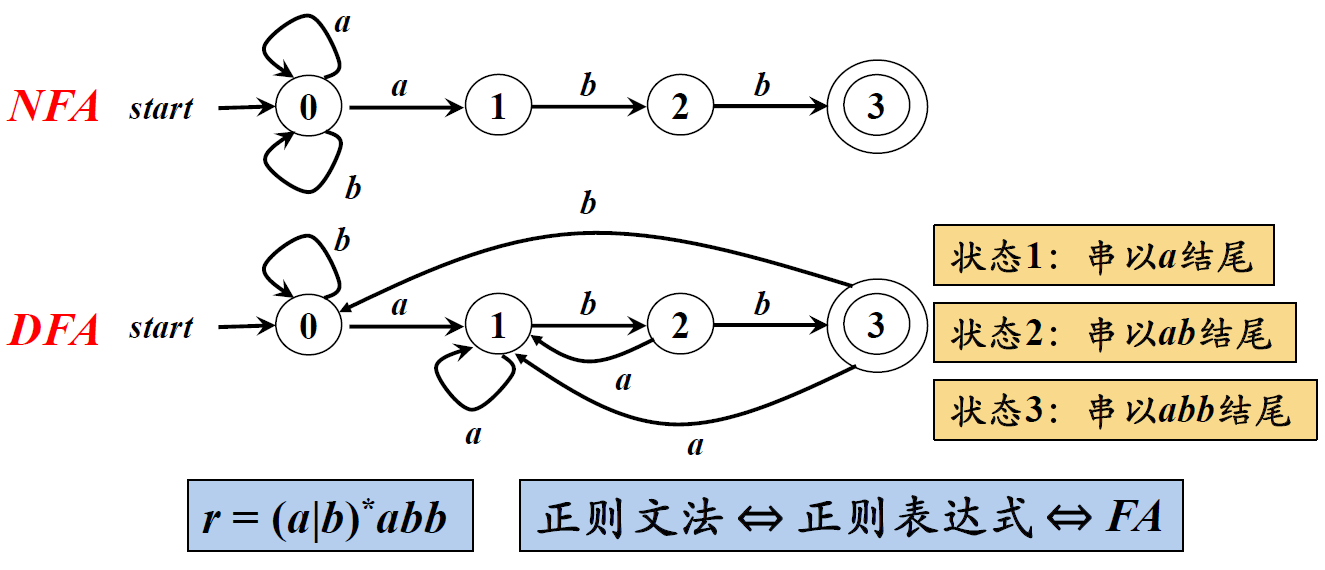 a
NFA start 0 a 1 b 2 b 3
b
b
b
状态1：串以a结尾
DFA start 0 a 1 b 2 b 3
状态2：串以ab结尾
a
a
a
状态3：串以abb结尾
r = (a|b)*abb
正则文法 ⇔ 正则表达式 ⇔ FA